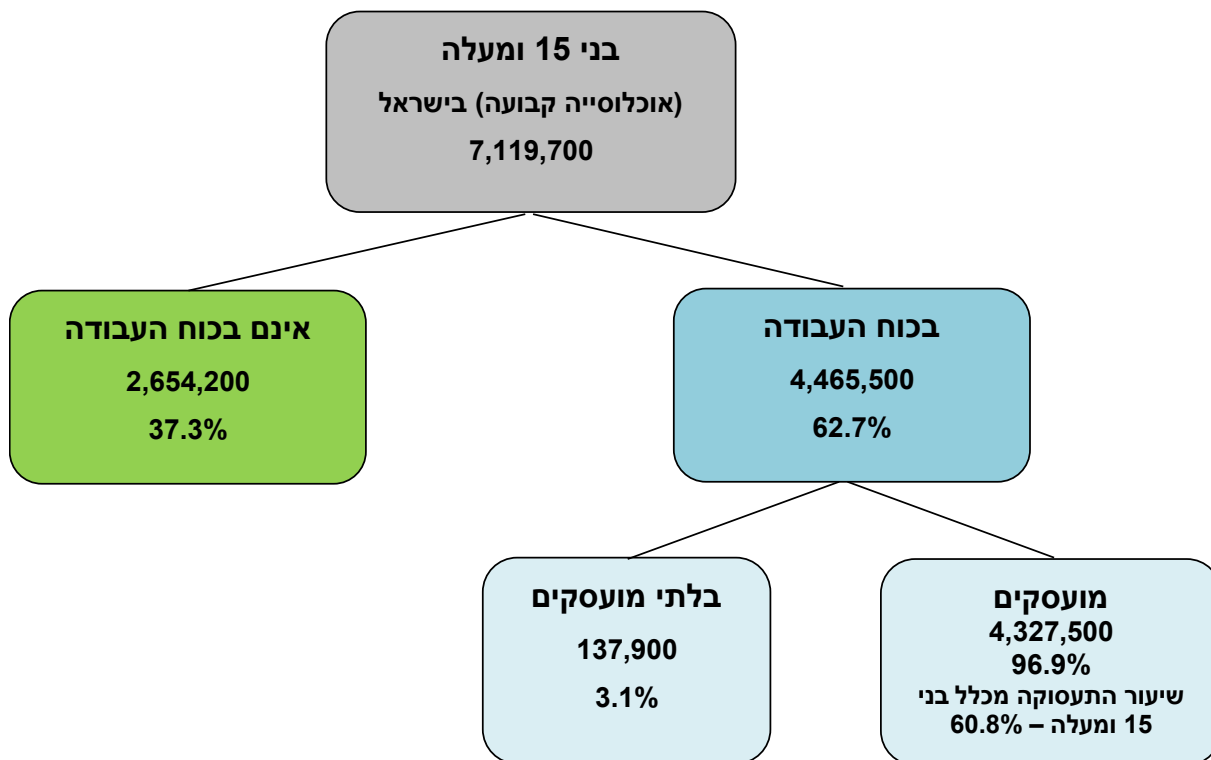 בני 15 ומעלה
(אוכלוסייה קבועה) בישראל
7,119,700
בכוח העבודה
4,465,500
62.7%
אינם בכוח העבודה
2,654,200
37.3%
מועסקים
4,327,500
96.9%
שיעור התעסוקה מכלל בני
15 ומעלה – 60.8%
בלתי מועסקים
137,900
3.1%